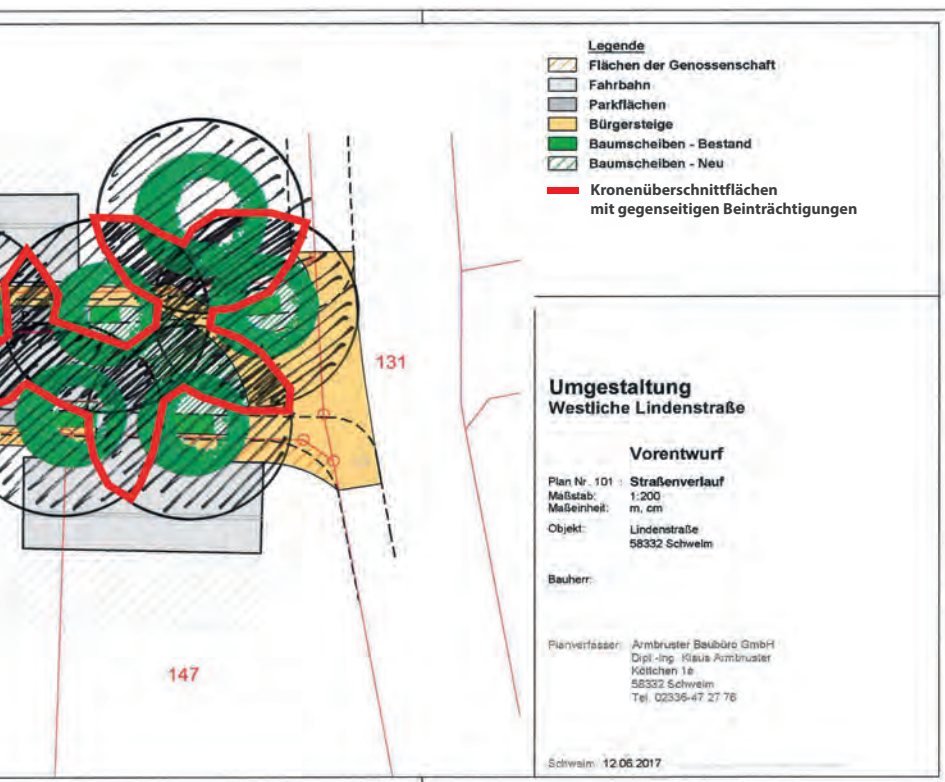 Legende
Flächen der Genossenschaft
Fahrbahn
Parkflächen
Bürgersteige
Baumscheiben - Bestand
Baumscheiben - Neu
Kronenüberschnittflächen
mit gegenseitigen Beinträchtigungen
131
147
Umgestaltung
Westliche Lindenstraße
Vorentwurf
Plan Nr. 101 : Straßenverlauf
Maßstab: 1:200
Maßeinheit: m, cm
Objekt: Lindenstraße
58332 Schwelm
Bauherr:
Planverfasser: Armbruster Baubüro GmbH
Dipl.-Ing. Klaus Armbruster
58332 Schwelm
Tel. 02336-47 27 76
Schwelm 12.06.2017